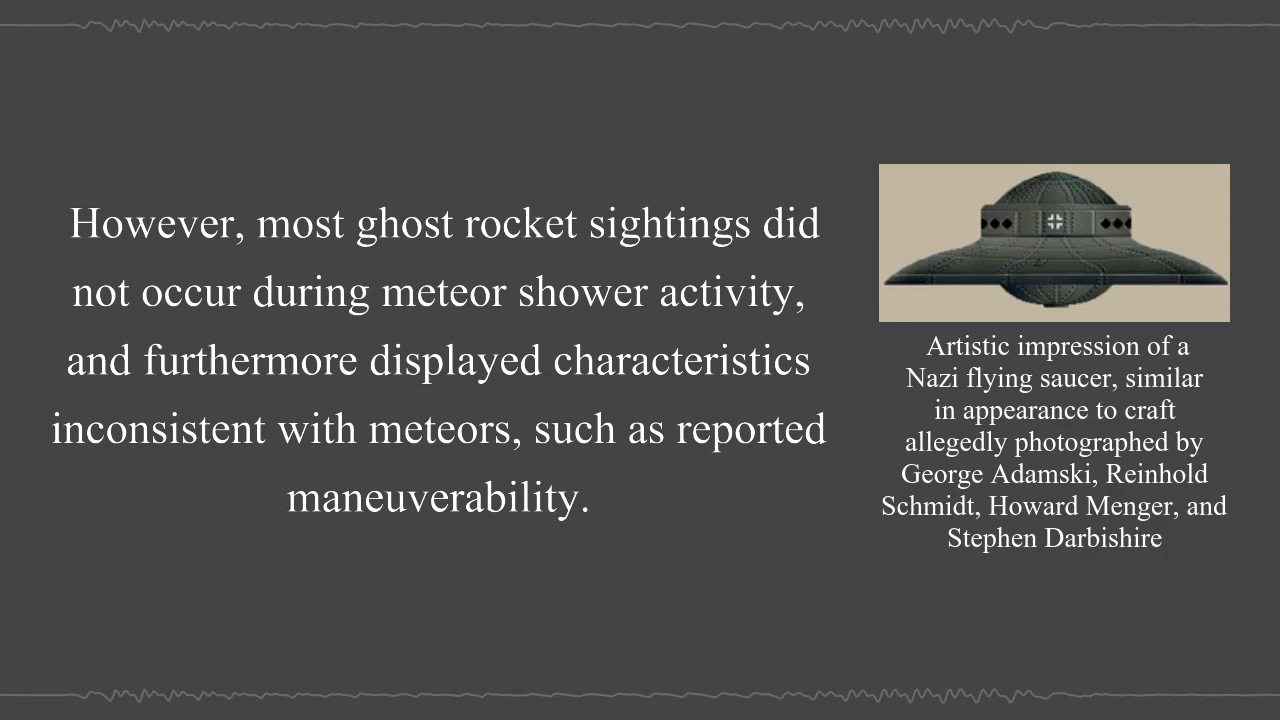 However, most ghost rocket sightings did
not occur during meteor shower activity,
and furthermore displayed characteristics
inconsistent with meteors, such as reported
maneuverability.
Artistic impression of a
Nazi flying saucer, similar
in appearance to craft
allegedly photographed by
George Adamski, Reinhold
Schmidt, Howard Menger, and
Stephen Darbishire